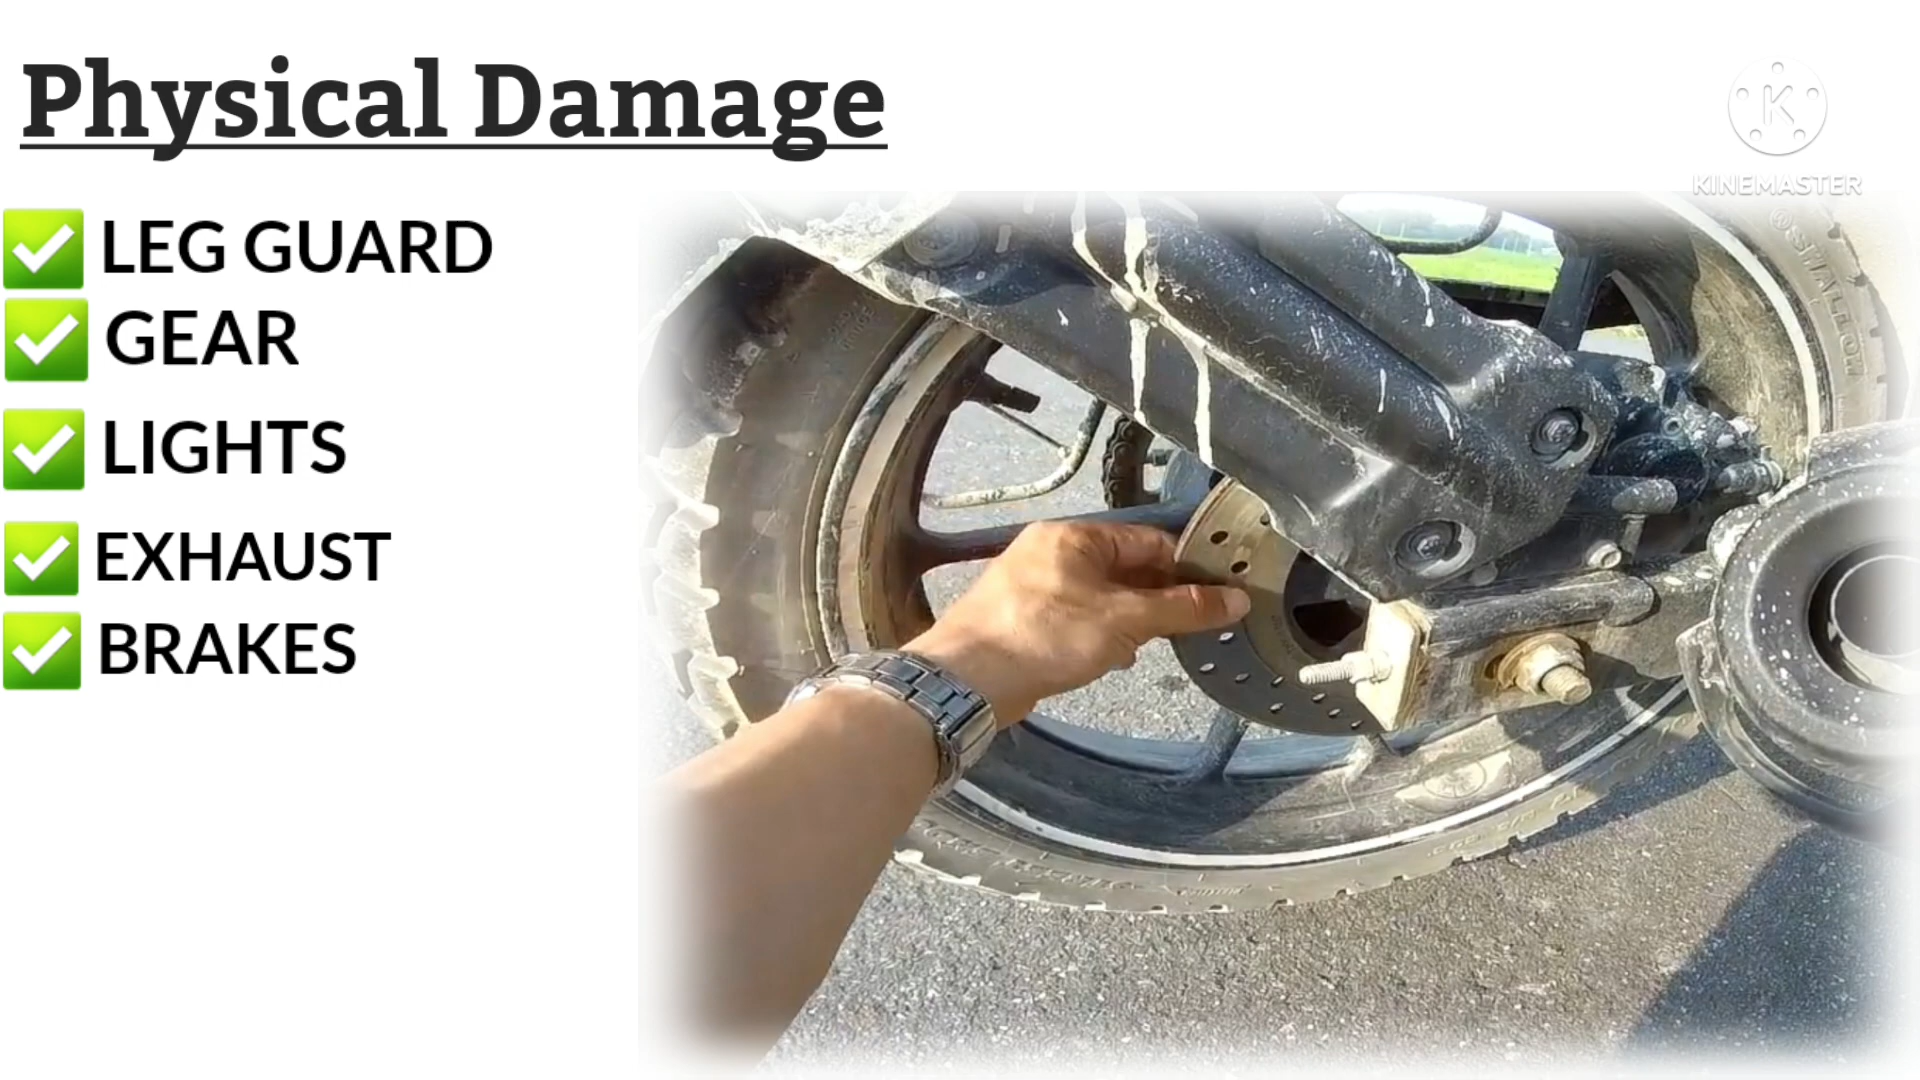 Physical Damage
K
KINEMASTER
✅ LEG GUARD
✅ GEAR
✅ LIGHTS
✅ EXHAUST
✅ BRAKES